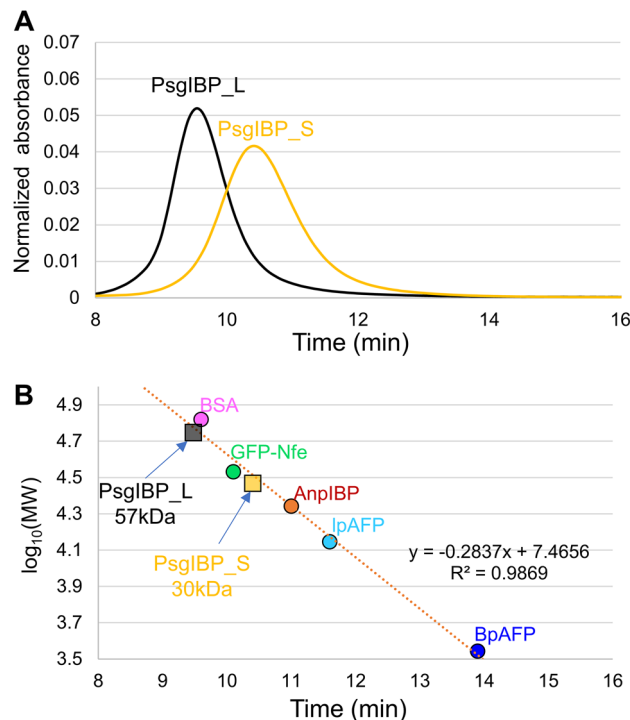 A
Normalized absorbance
0.07
0.06
0.05
0.04
0.03
0.02
0.01
0
PsgIBP_L
PsgIBP_S
8 10 12 14 16
Time (min)
B
log10(MW)
4.9
4.7
4.5
4.3
4.1
3.9
3.7
3.5
BSA
GFP-Nfe
PsgIBP_L
57kDa
AnpIBP
lpAFP
PsgIBP_S
30kDa
y = -0.2837x + 7.4656
R² = 0.9869
BpAFP
8 9 10 11 12 13 14 15 16
Time (min)